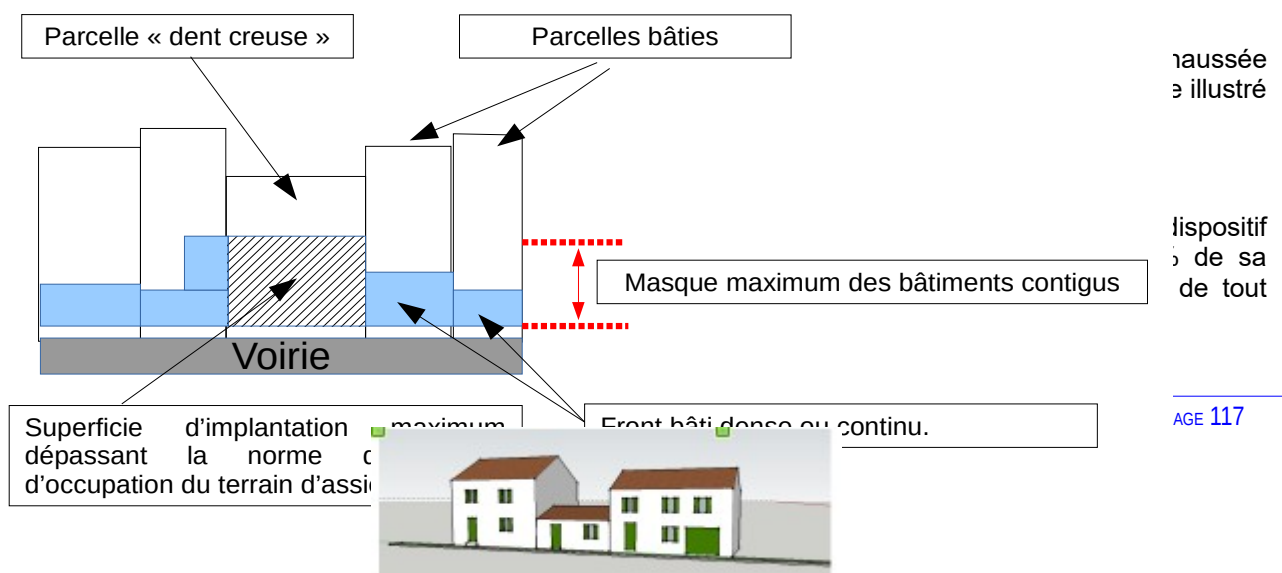 Parcelle « dent creuse »
Parcelles bâties
haussée
e illustré
dispositif
% de sa
de tout
Masque maximum des bâtiments contigus
Voirie
AGE 117
Superficie d'implantation maximum
dépassant la norme
d'occupation du terrain
Front bâti dense ou continu.